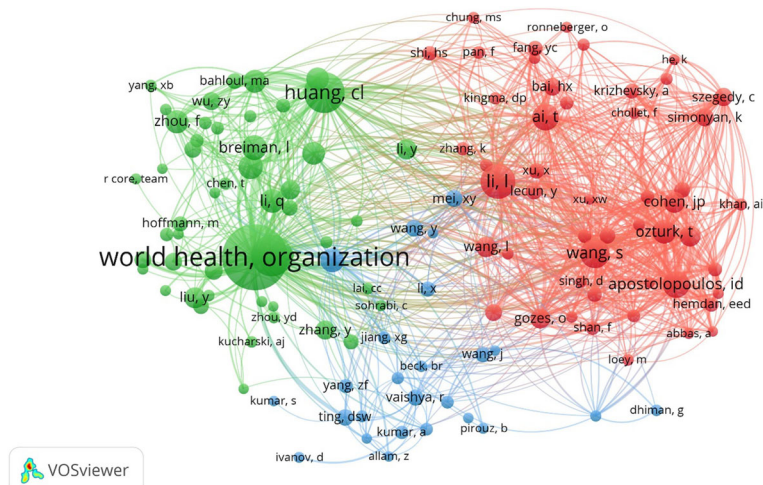 chung, ms
ronneberger, o
shi, hs
pan, f
fang, yc
he, k
yang, xb
bahloul, ma
huang, cl
bai, hx
krizhevsky, a
szegedy, c
wu, zy
kingma, dp
chollet, f
zhou, f
ai, t
simonyan, k
breiman, l
li, y
zhang, k
r core, team
chen, t
li, l
xu, x
lecun, y
khan, ai
li, q
mei, xy
xu, xw
cohen, jp
hoffmann, m
wang, y
wang, l
ozturk, t
world health, organization
wang, s
lai, cc
li, x
singh, d
apostolopoulos, id
liu, y
sohrabi, c
hemdan, eed
zhou, yd
zhang, y
gozes, o
shan, f
abbas, a
kucharski, aj
jiang, xg
wang, j
loey, m
beck, br
yang, zf
kumar, s
vaishya, r
dhiman, g
ting, dsw
kumar, a
pirouz, b
ivanov, d
allam, z
VOSviewer